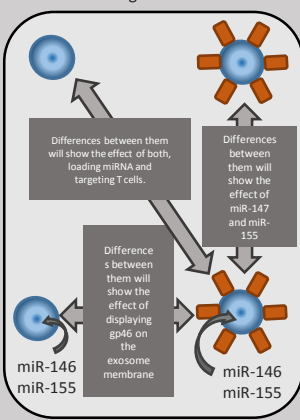 Differences between them
will show the effect of both,
loading miRNA and
targeting T cells.
Differences
between
them will
show the
effect of
miR-147
and miR-
155
Difference
s between
them will
show the
effect of
displaying
gp46 on
the
exosome
membrane
miR-146
miR-155
miR-146
miR-155